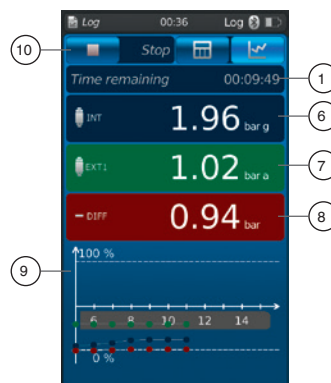 Log 00:36 Log
10 Stop
Time remaining 00:09:49 1
INT 1.96 bar g 6
EXT1 1.02 bar a 7
DIFF 0.94 bar 8
9 100 %
6 8 10 12 14
0 %